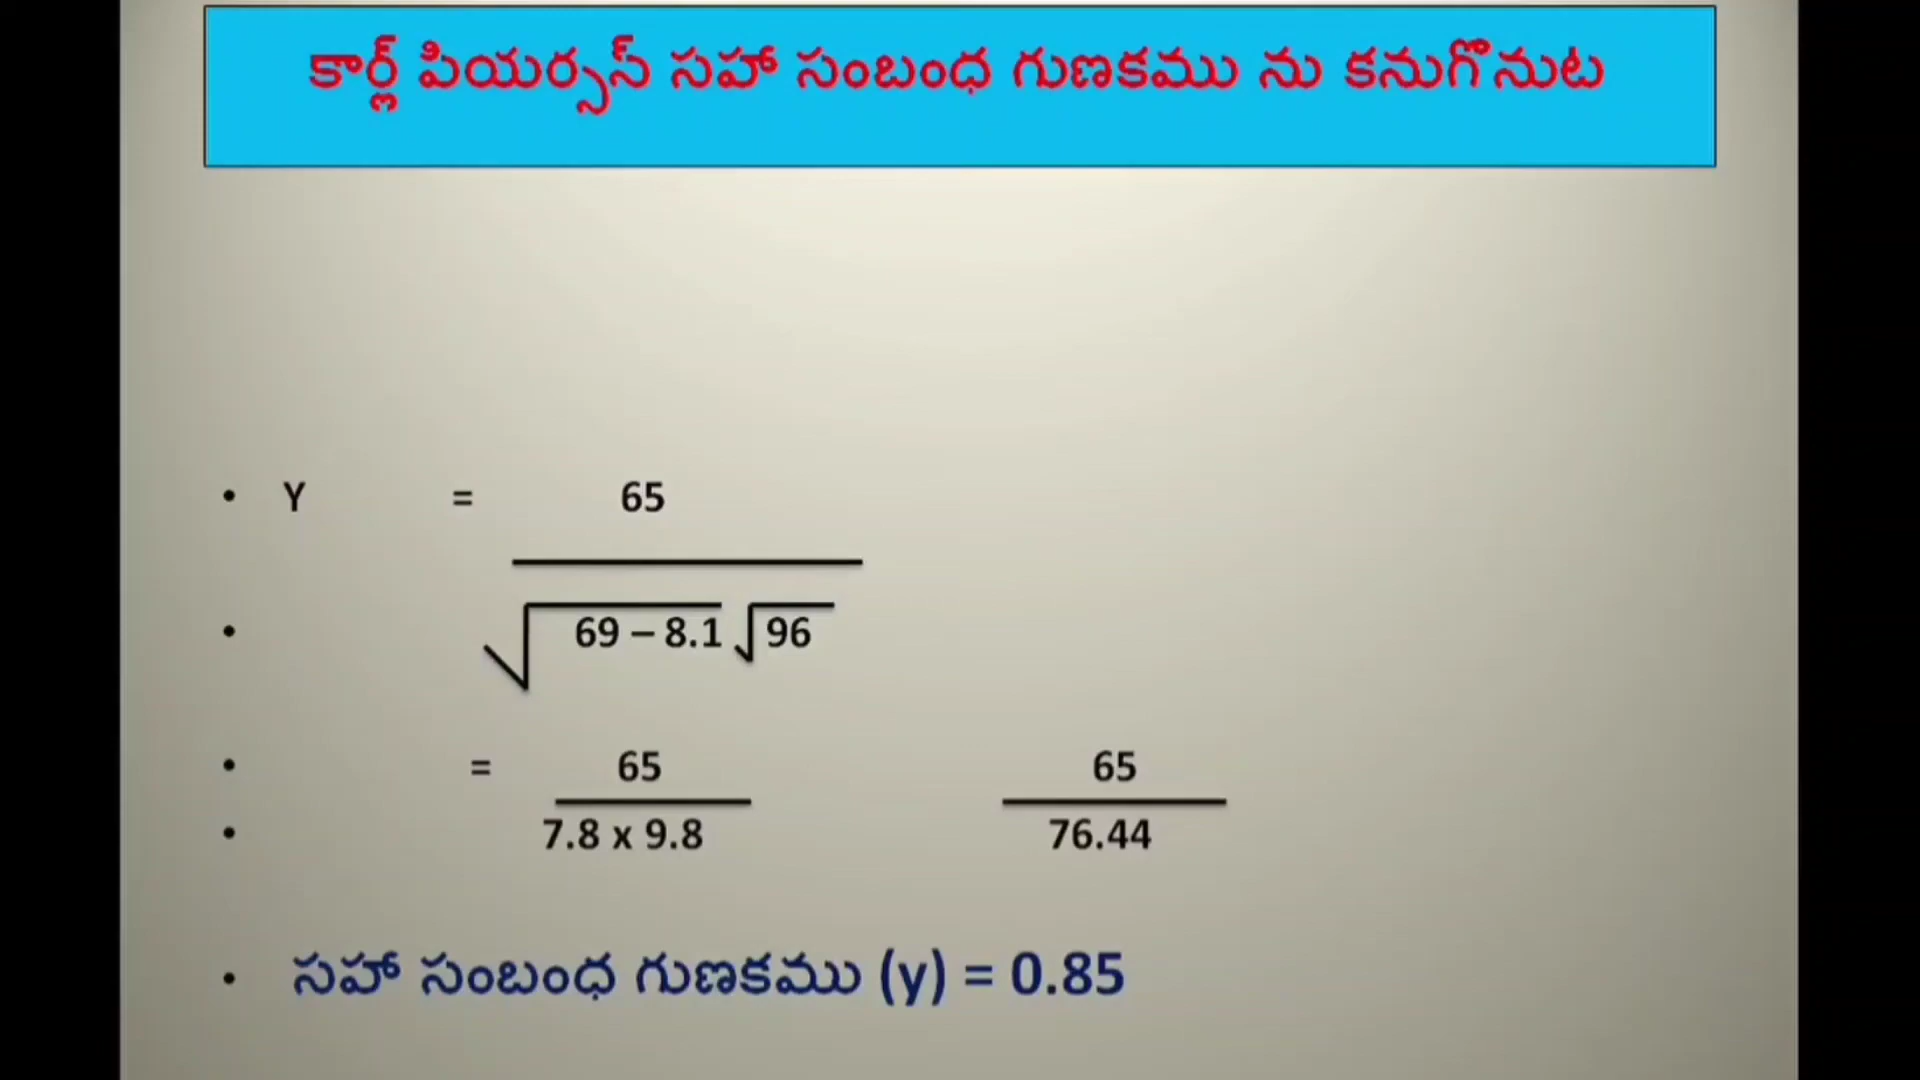 కార్ల్ పియర్సన్ సహా సంబంధ గుణకము ను కనుగొనుట
• Y = 65
• √69 – 8.1 √96
• = 65 65
• 7.8 x 9.8 76.44
• సహా సంబంధ గుణకము (y) = 0.85